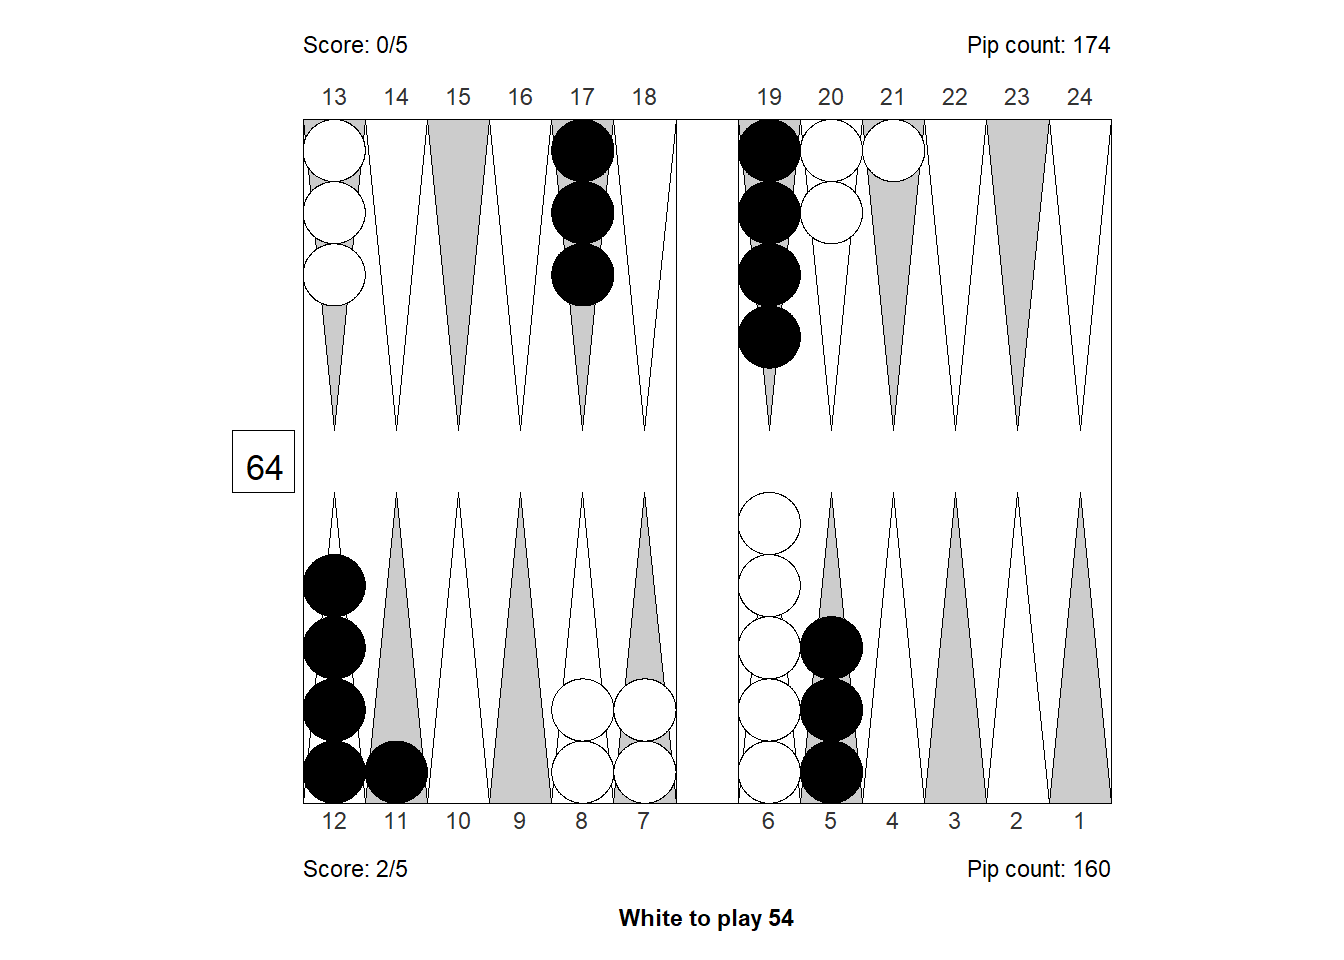 Score: 0/5 Pip count: 174
13 14 15 16 17 18 19 20 21 22 23 24
64
12 11 10 9 8 7 6 5 4 3 2 1
Score: 2/5 Pip count: 160
White to play 54